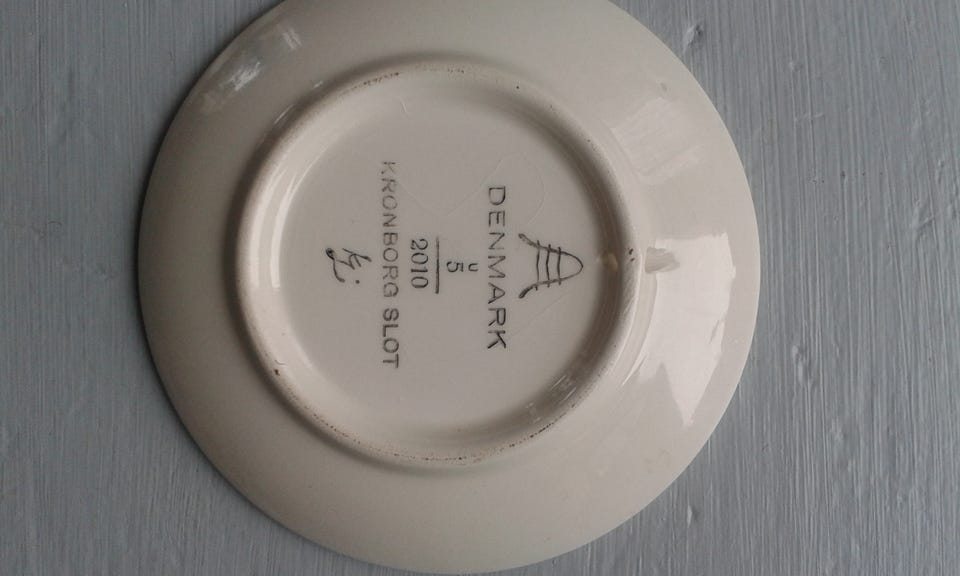 DENMARK
U
5
2010
KRONBORG SLOT